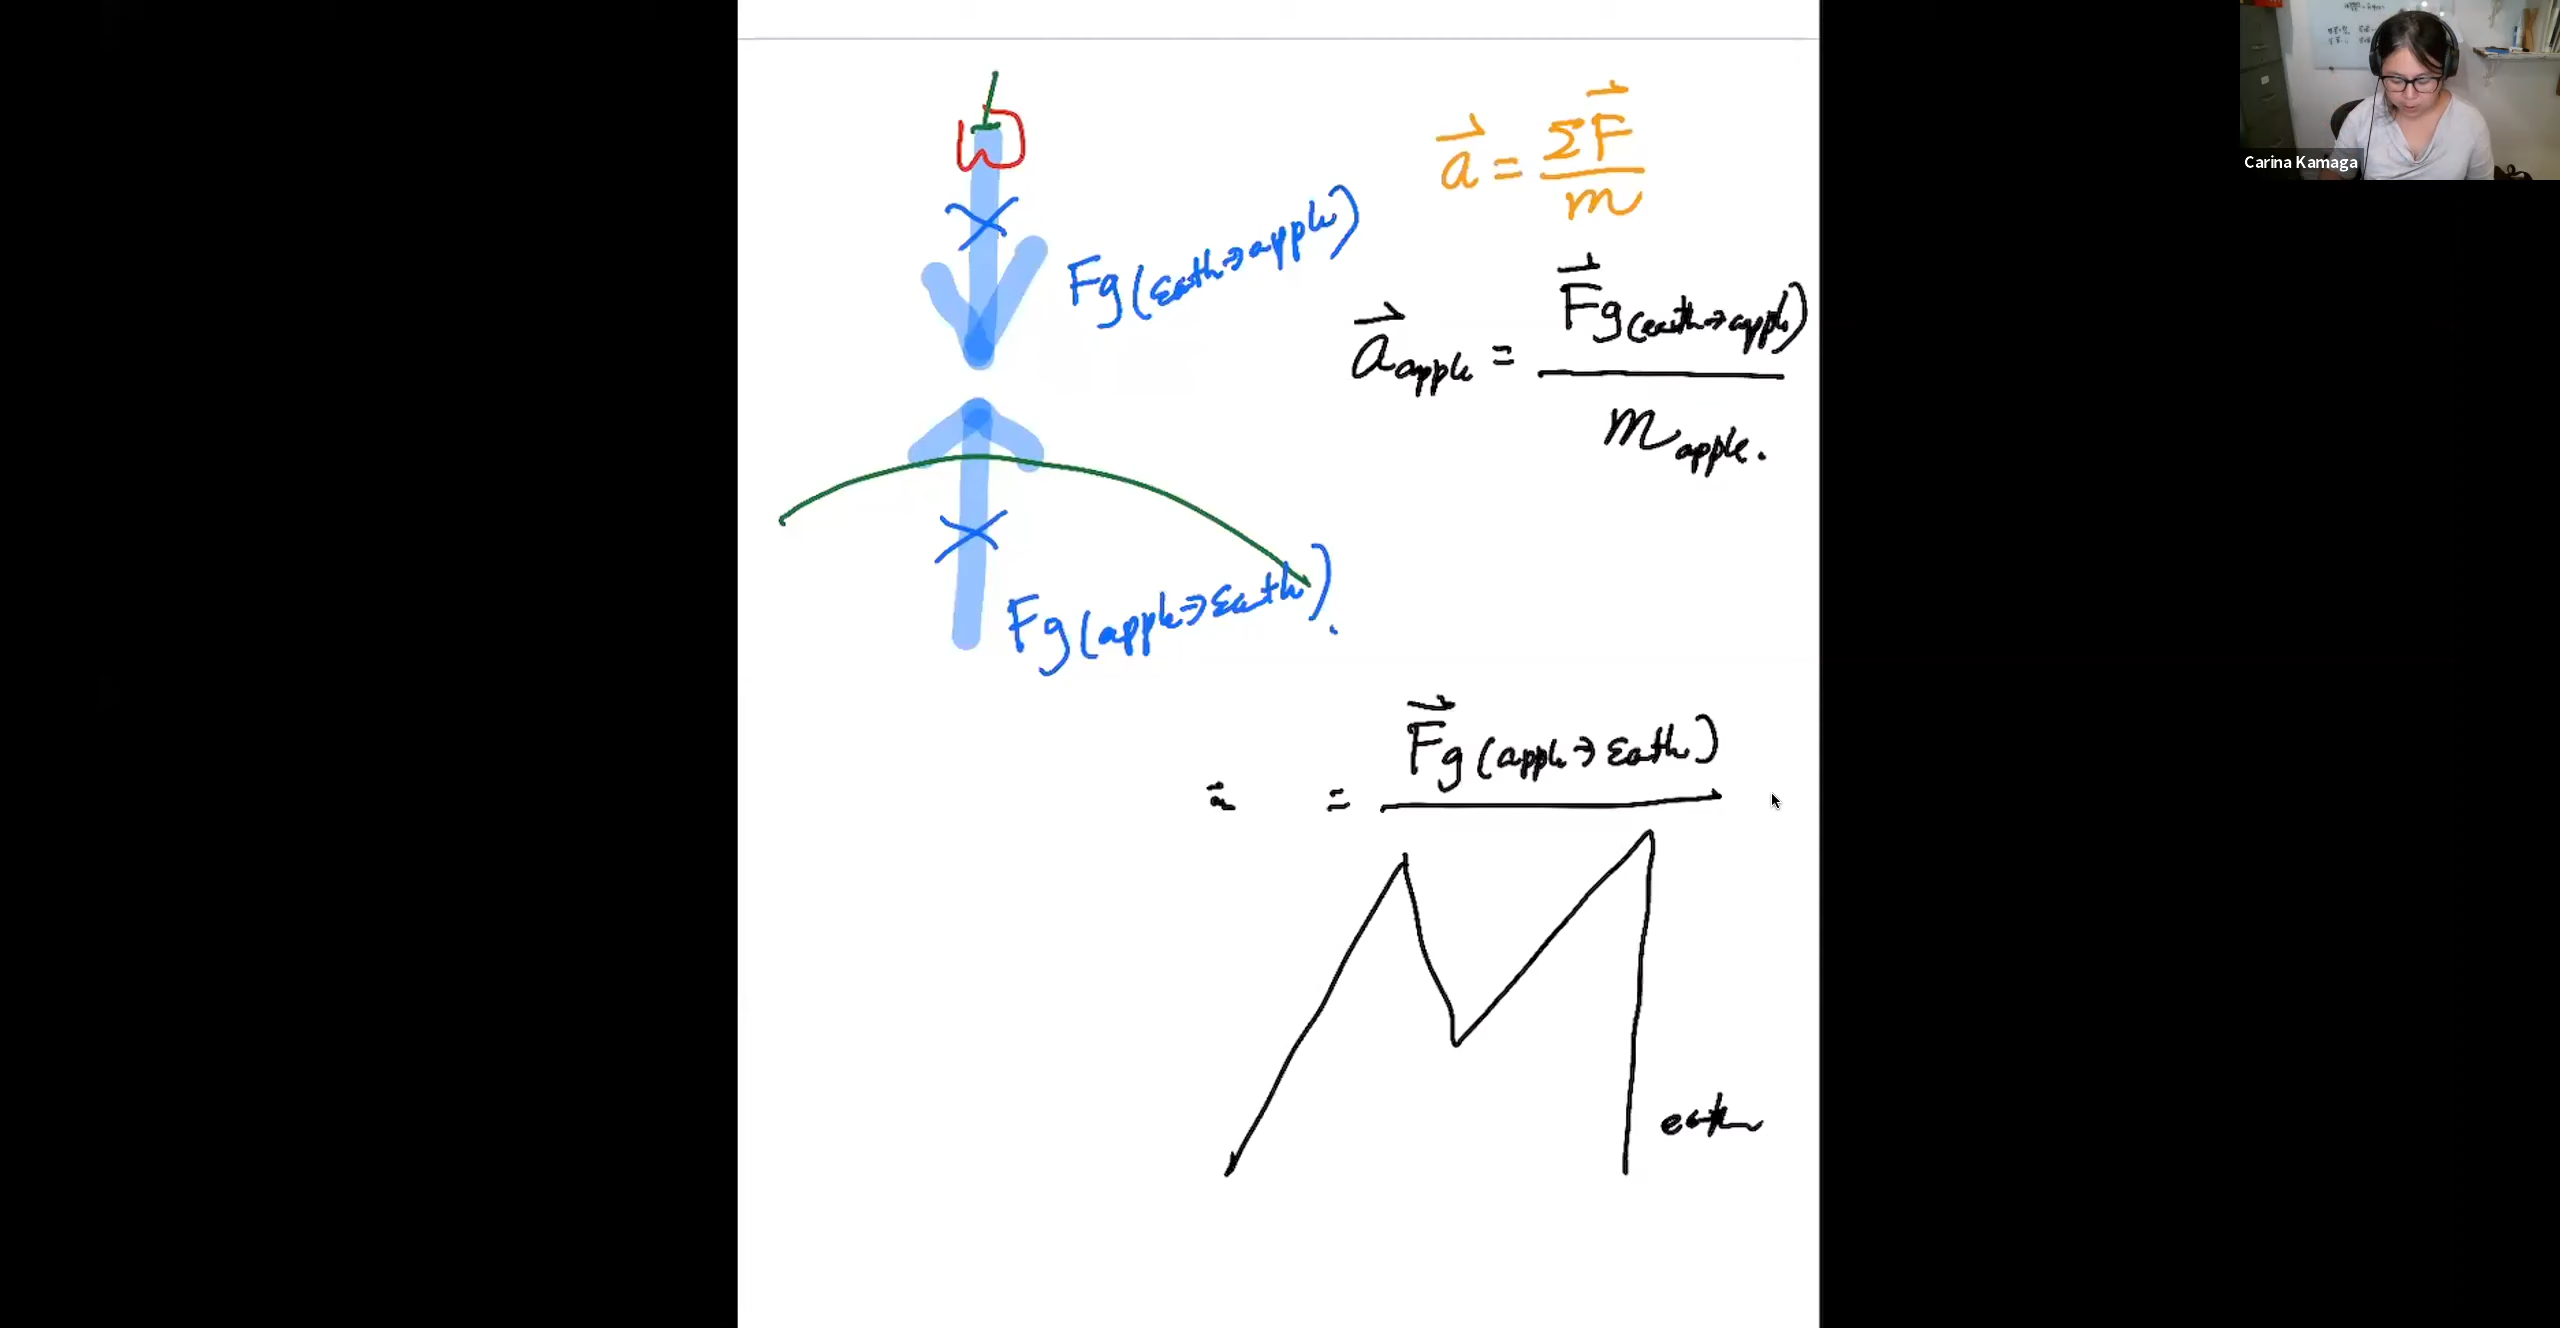 a = ΣF / m
Fg (Earth → apple)
a apple = Fg (earth → apple) / m apple.
Fg (apple → Earth).
a = Fg (apple → Earth) / M earth
Carina Kamaga